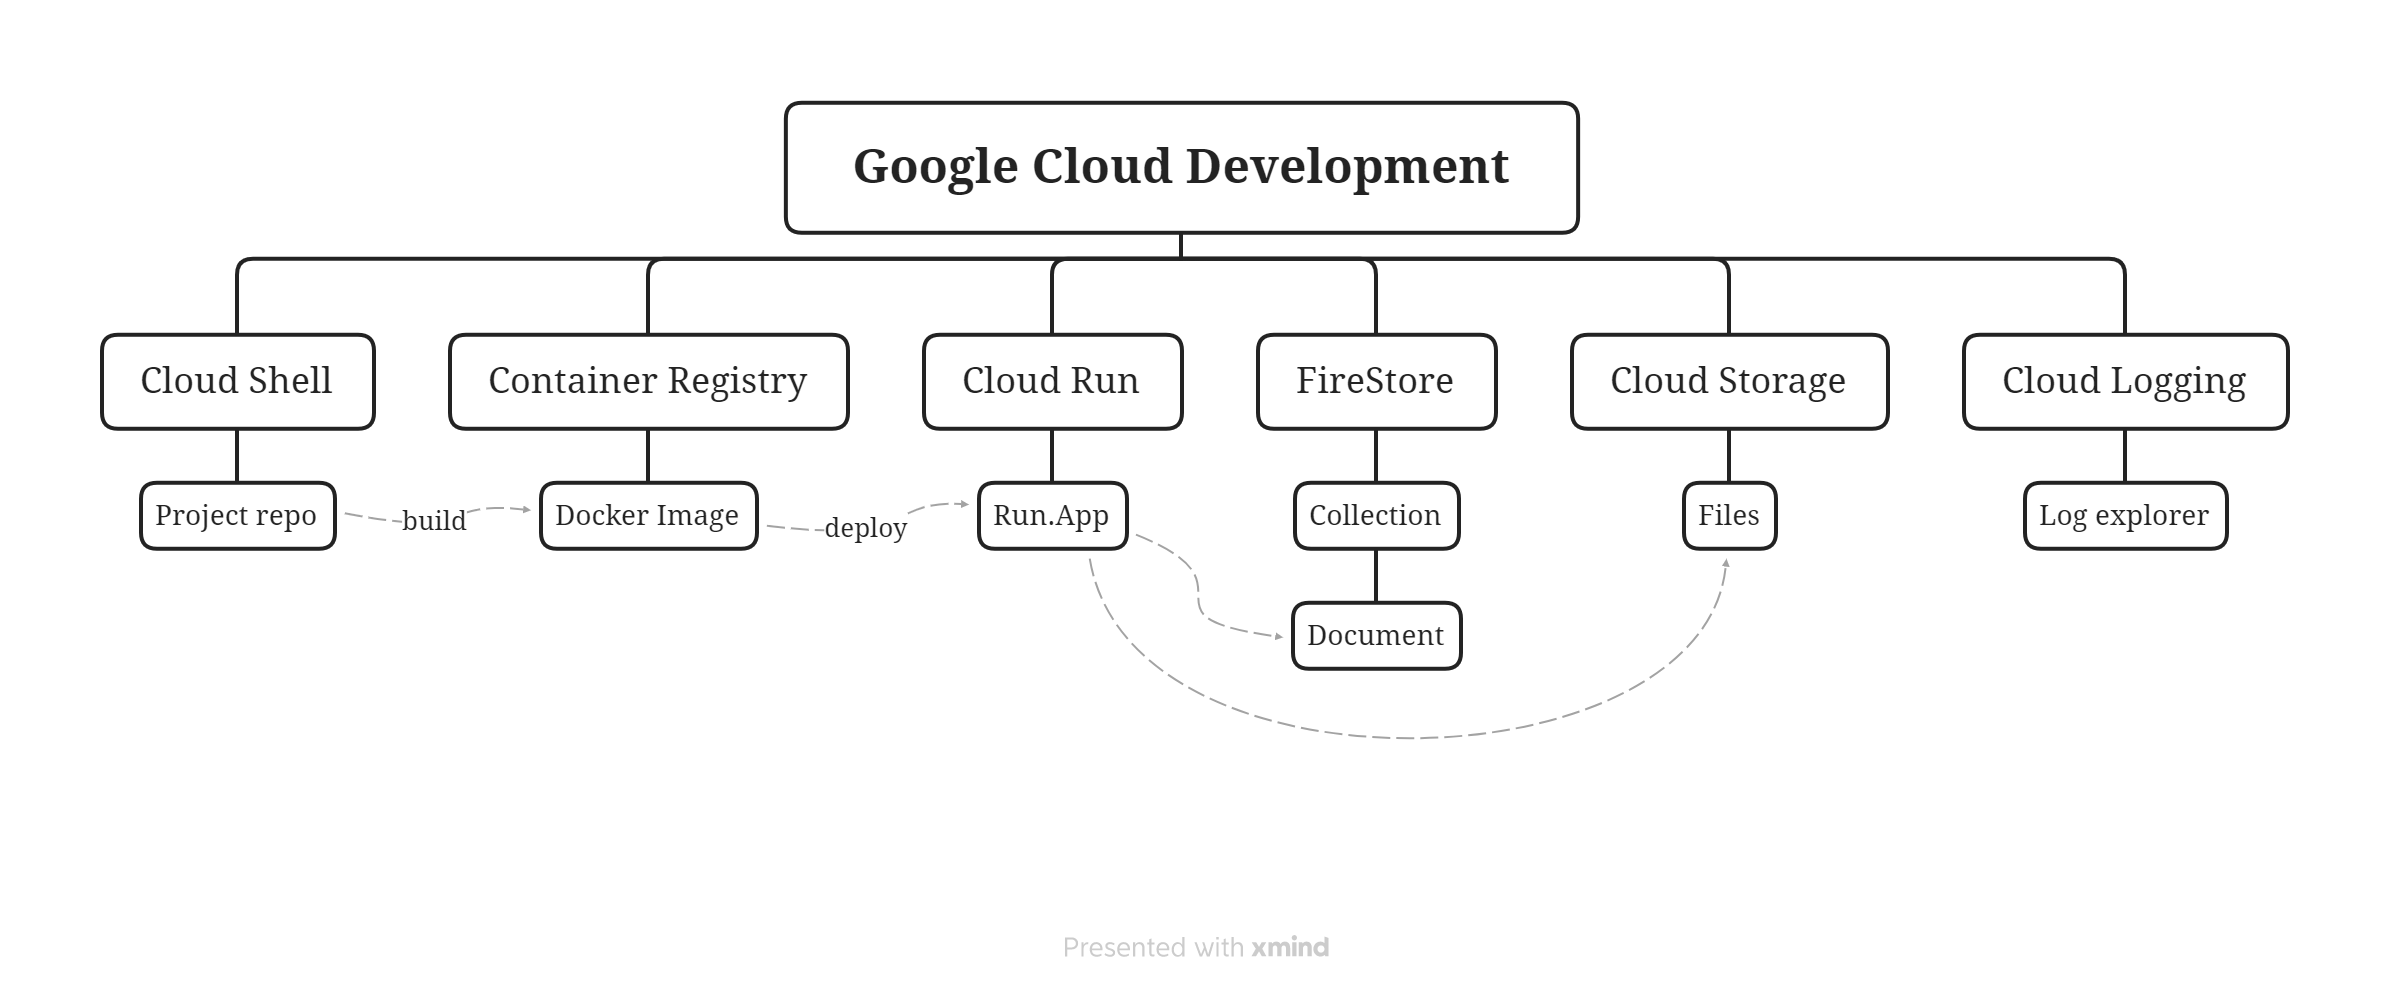 Google Cloud Development
Cloud Shell
Container Registry
Cloud Run
FireStore
Cloud Storage
Cloud Logging
Project repo
build
Docker Image
deploy
Run.App
Collection
Files
Log explorer
Document
Presented with xmind